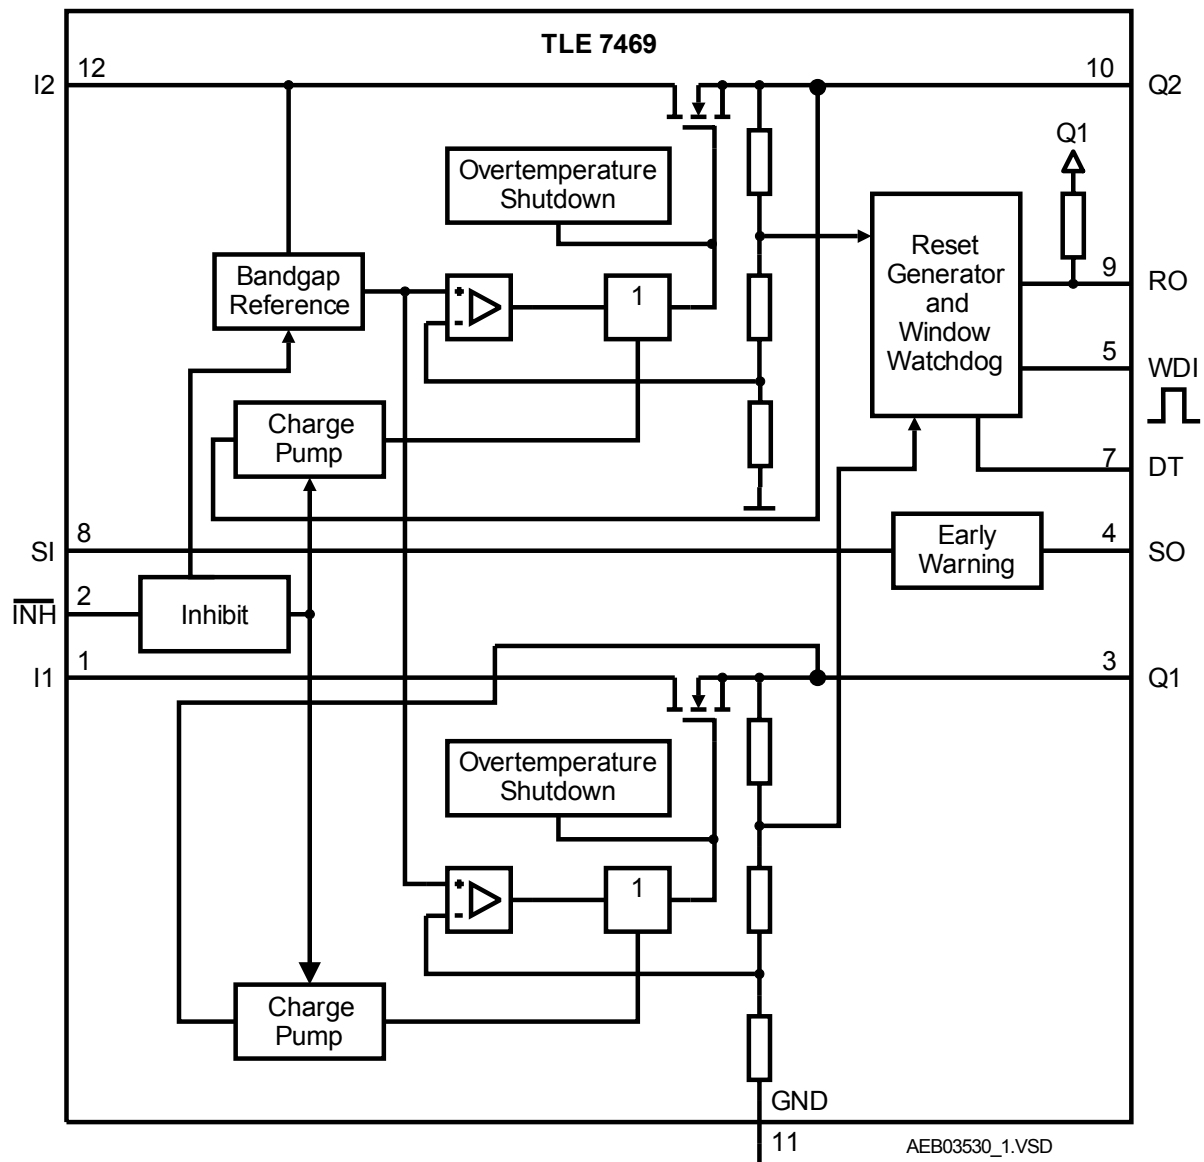 TLE 7469
I2
12
10
Q2
Q1
Overtemperature
Shutdown
Reset
Generator
and
Window
Watchdog
Bandgap
Reference
+
-
1
9
RO
5
WDI
Charge
Pump
7
DT
SI
8
Early
Warning
4
SO
INH
2
Inhibit
I1
1
3
Q1
Overtemperature
Shutdown
+
-
1
Charge
Pump
GND
11
AEB03530_1.VSD